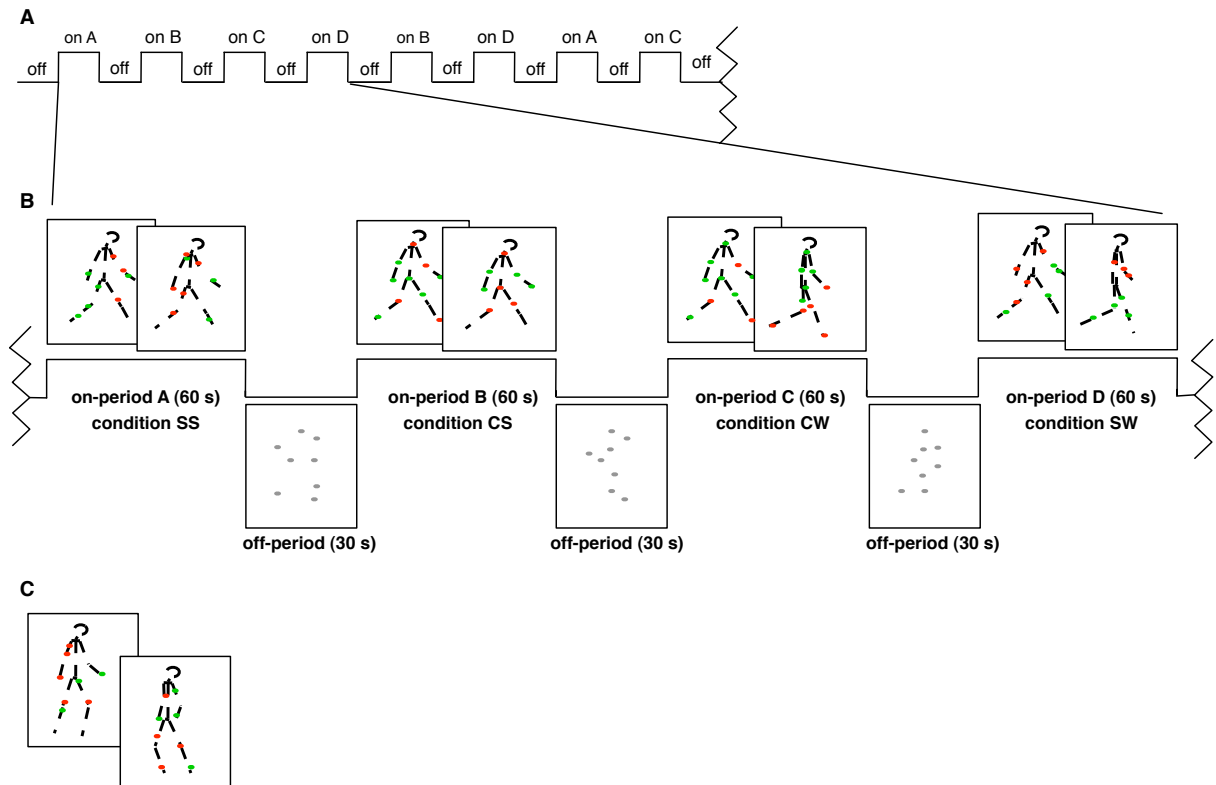 A
on A on B on C on D on B on D on A on C
off off off off off off off off off
B
on-period A (60 s) on-period B (60 s) on-period C (60 s) on-period D (60 s)
condition SS condition CS condition CW condition SW
off-period (30 s) off-period (30 s) off-period (30 s)
C